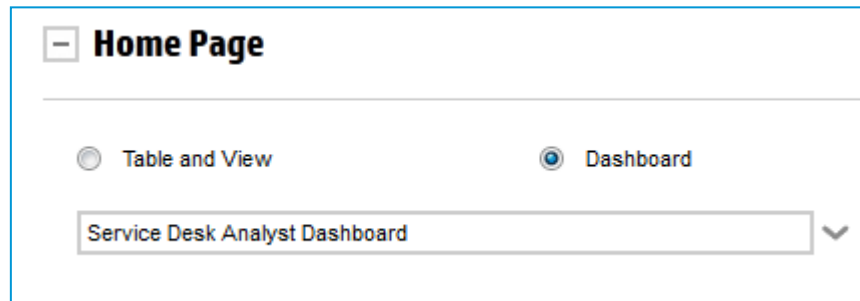 Home Page
Table and View Dashboard
Service Desk Analyst Dashboard